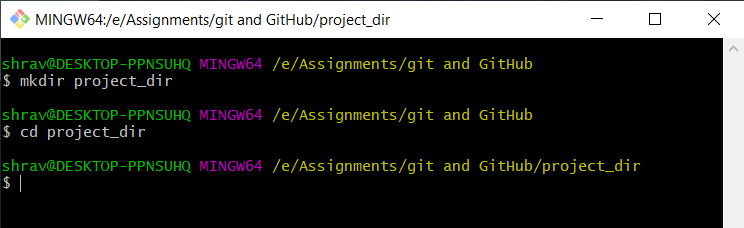 MINGW64:/e/Assignments/git and GitHub/project_dir
shrav@DESKTOP-PPNSUHQ MINGW64 /e/Assignments/git and GitHub
$ mkdir project_dir
shrav@DESKTOP-PPNSUHQ MINGW64 /e/Assignments/git and GitHub
$ cd project_dir
shrav@DESKTOP-PPNSUHQ MINGW64 /e/Assignments/git and GitHub/project_dir
$